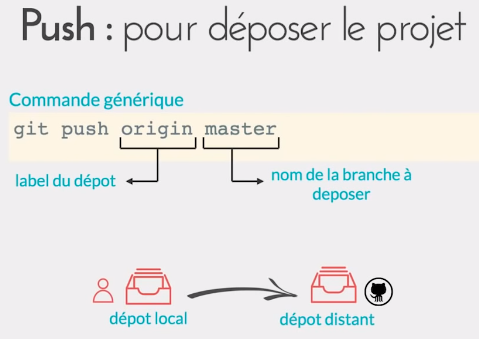 Push : pour déposer le projet
Commande générique
git push origin master
label du dépot
nom de la branche à
deposer
dépot local
dépot distant